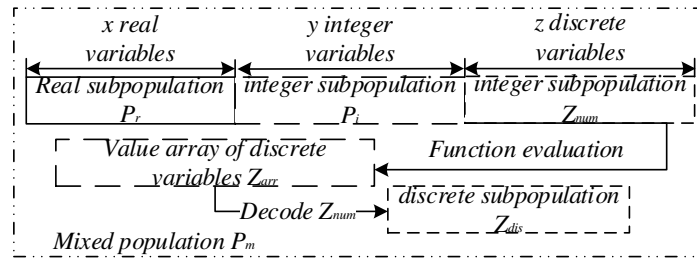 x real variables
y integer variables
z discrete variables
Real subpopulation Pr
integer subpopulation Pi
integer subpopulation Znum
Value array of discrete variables Zarr
Function evaluation
Decode Znum
discrete subpopulation Zdis
Mixed population Pm